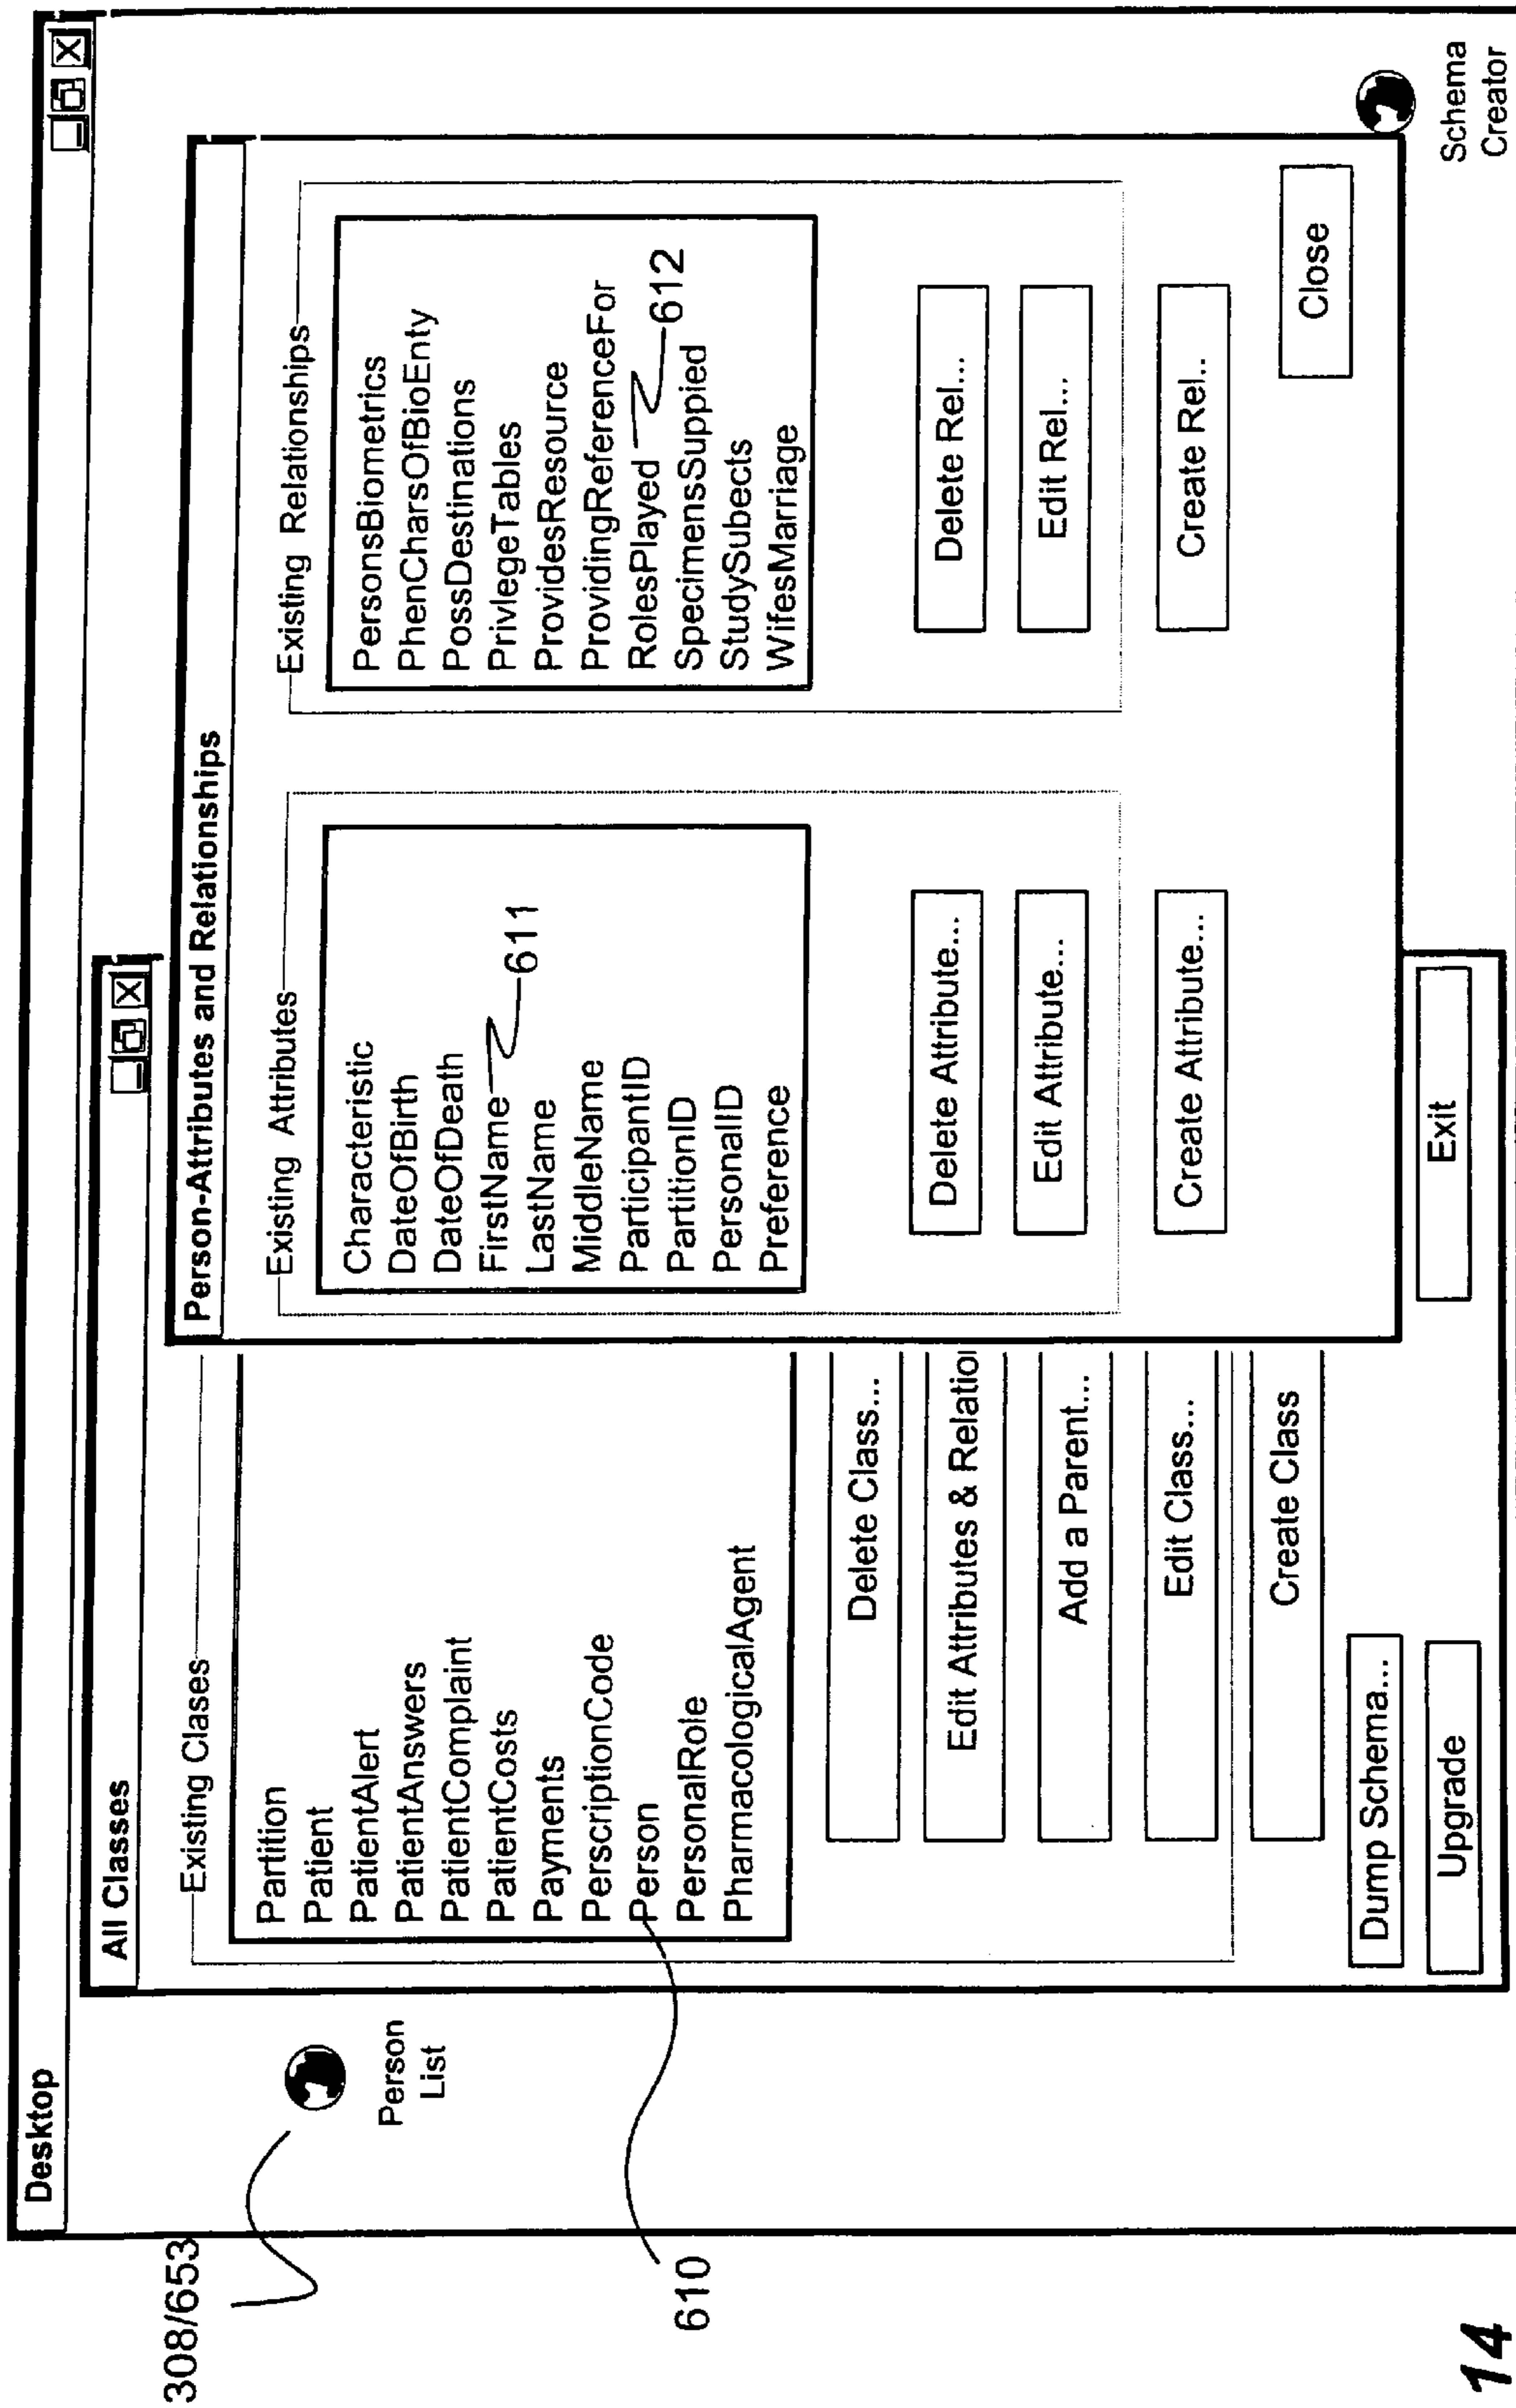 Desktop
308/653
Person
List
610
All Classes
Existing Clases
Partition
Patient
PatientAlert
PatientAnswers
PatientComplaint
PatientCosts
Payments
PerscriptionCode
Person
PersonalRole
PharmacologicalAgent
Delete Class...
Edit Attributes & Relatio
Add a Parent...
Edit Class...
Create Class
Dump Schema...
Upgrade
Exit
Person-Attributes and Relationships
Existing Attributes
Characteristic
DateOfBirth
DateOfDeath
FirstName
611
LastName
MiddleName
ParticipantID
PartitionID
PersonalID
Preference
Delete Attribute...
Edit Attribute...
Create Attribute...
Existing Relationships
PersonsBiometrics
PhenCharsOfBioEnty
PossDestinations
PrivlegeTables
ProvidesResource
ProvidingReferenceFor
RolesPlayed
612
SpecimensSuppied
StudySubects
WifesMarriage
Delete Rel...
Edit Rel...
Create Rel..
Close
Schema
Creator
14